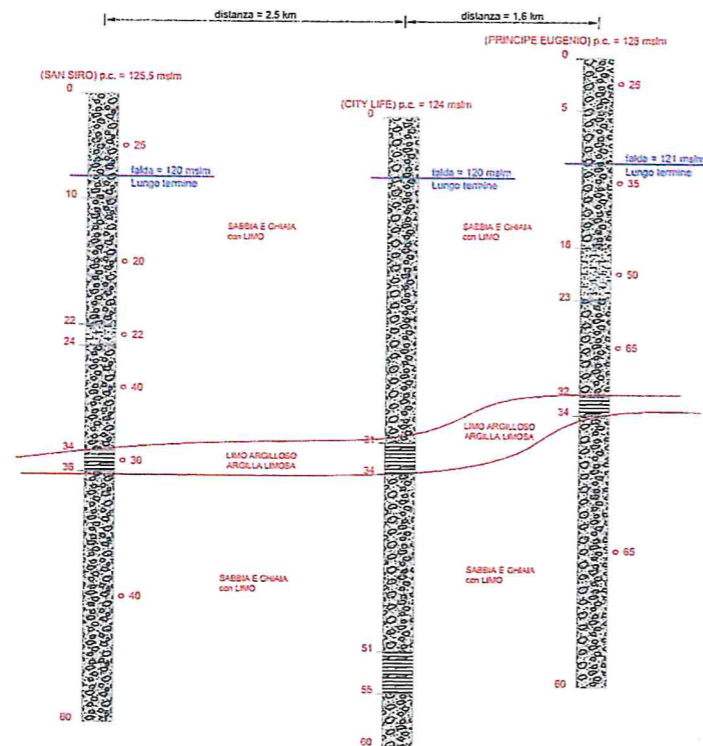 distanza = 2.5 km
distanza = 1,6 km
(PRINCIPE EUGENIO) p.c. = 128 mslm
0
(SAN SIRO) p.c. = 125,5 mslm
0
25
5
(CITY LIFE) p.c. = 124 mslm
0
25
falda = 120 mslm
Lungo termine
falda = 120 mslm
Lungo termine
falda = 121 mslm
Lungo termine
35
10
SABBIA E GHIAIA
con LIMO
SABBIA E GHIAIA
con LIMO
18
20
50
23
22
22
24
65
40
32
34
31
LIMO ARGILLOSO
ARGILLA LIMOSA
LIMO ARGILLOSO
ARGILLA LIMOSA
34
30
36
34
65
SABBIA E GHIAIA
con LIMO
SABBIA E GHIAIA
con LIMO
40
51
55
60
60
60